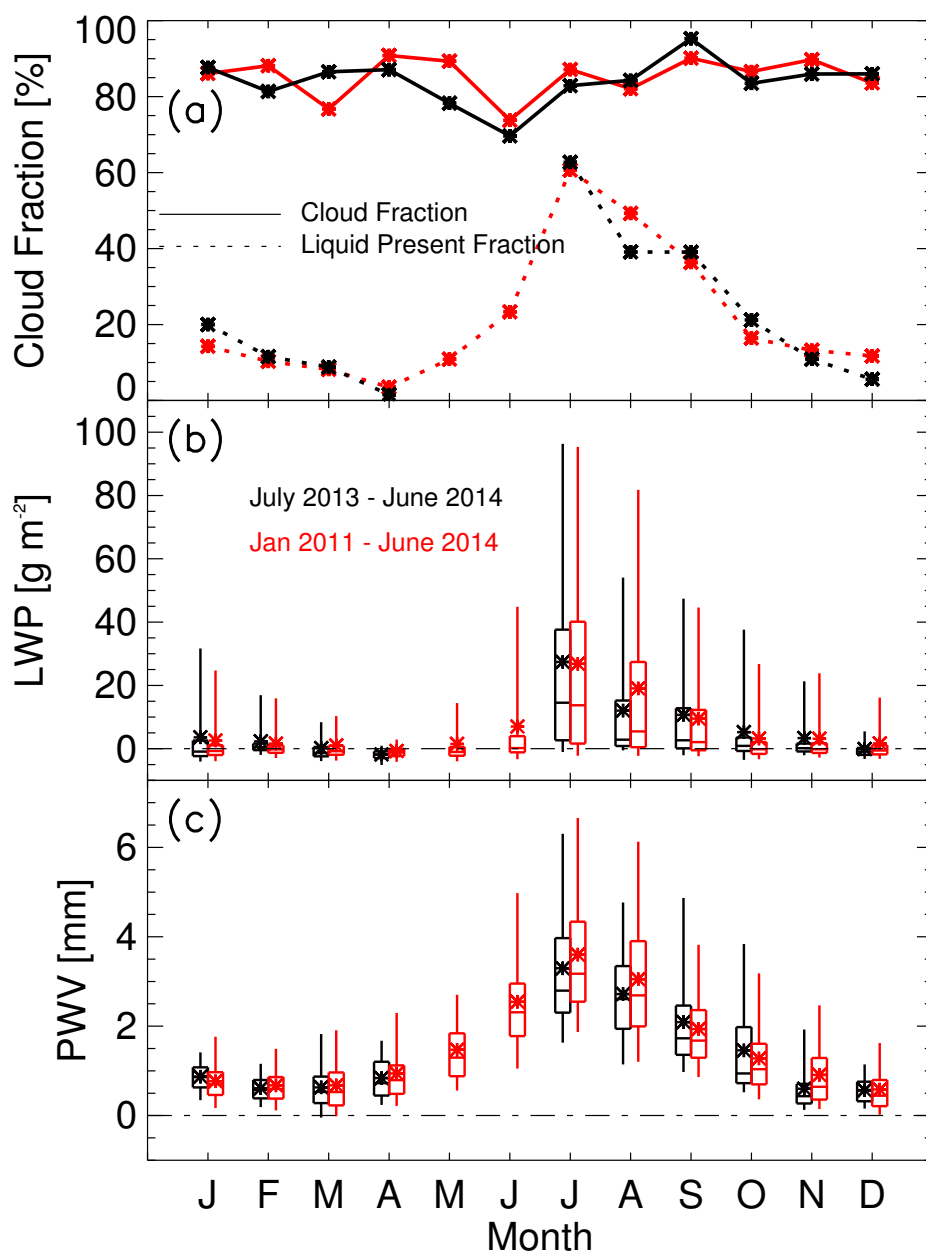 100
80
60
40
20
0
Cloud Fraction [%]
(a)
Cloud Fraction
Liquid Present Fraction
100
80
60
40
20
0
LWP [g m-2]
(b)
July 2013 - June 2014
Jan 2011 - June 2014
6
4
2
0
PWV [mm]
(c)
J F M A M J J A S O N D
Month